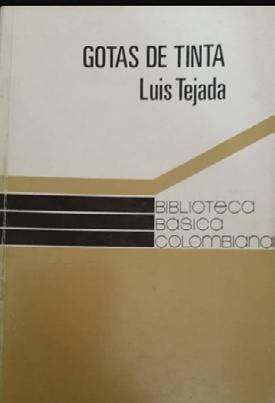 GOTAS DE TINTA
Luis Tejada
BIBLIOTECA
BASICA
COLOMBIANA